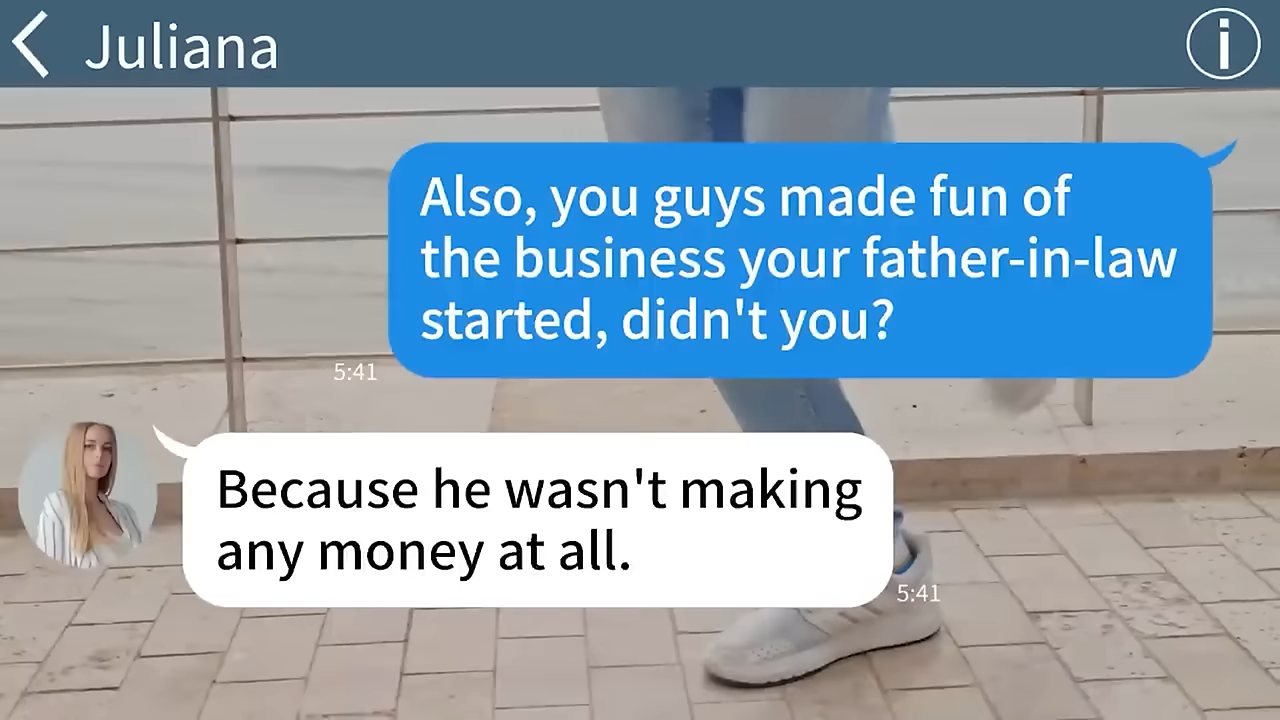 Juliana
i
Also, you guys made fun of
the business your father-in-law
started, didn't you?
5:41
Because he wasn't making
any money at all.
5:41